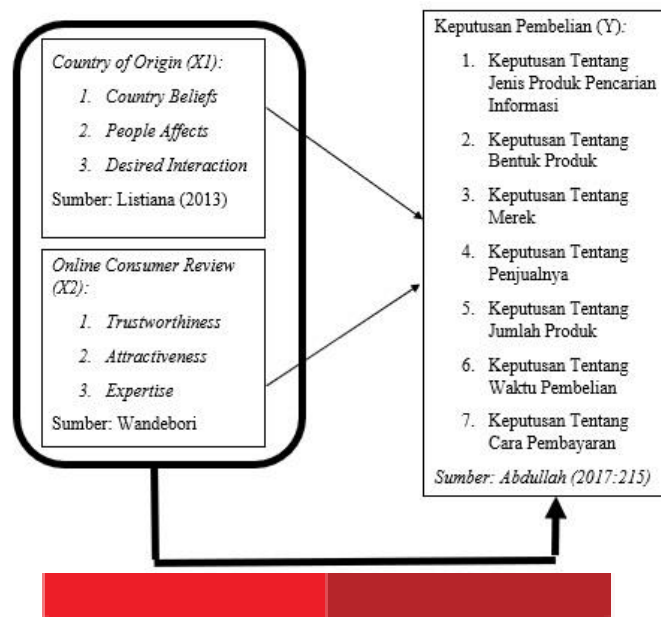 Country of Origin (X1):
1. Country Beliefs
2. People Affects
3. Desired Interaction
Sumber: Listiana (2013)
Online Consumer Review
(X2):
1. Trustworthiness
2. Attractiveness
3. Expertise
Sumber: Wandebori
Keputusan Pembelian (Y):
1. Keputusan Tentang
Jenis Produk Pencarian
Informasi
2. Keputusan Tentang
Bentuk Produk
3. Keputusan Tentang
Merek
4. Keputusan Tentang
Penjualnya
5. Keputusan Tentang
Jumlah Produk
6. Keputusan Tentang
Waktu Pembelian
7. Keputusan Tentang
Cara Pembayaran
Sumber: Abdullah (2017:215)